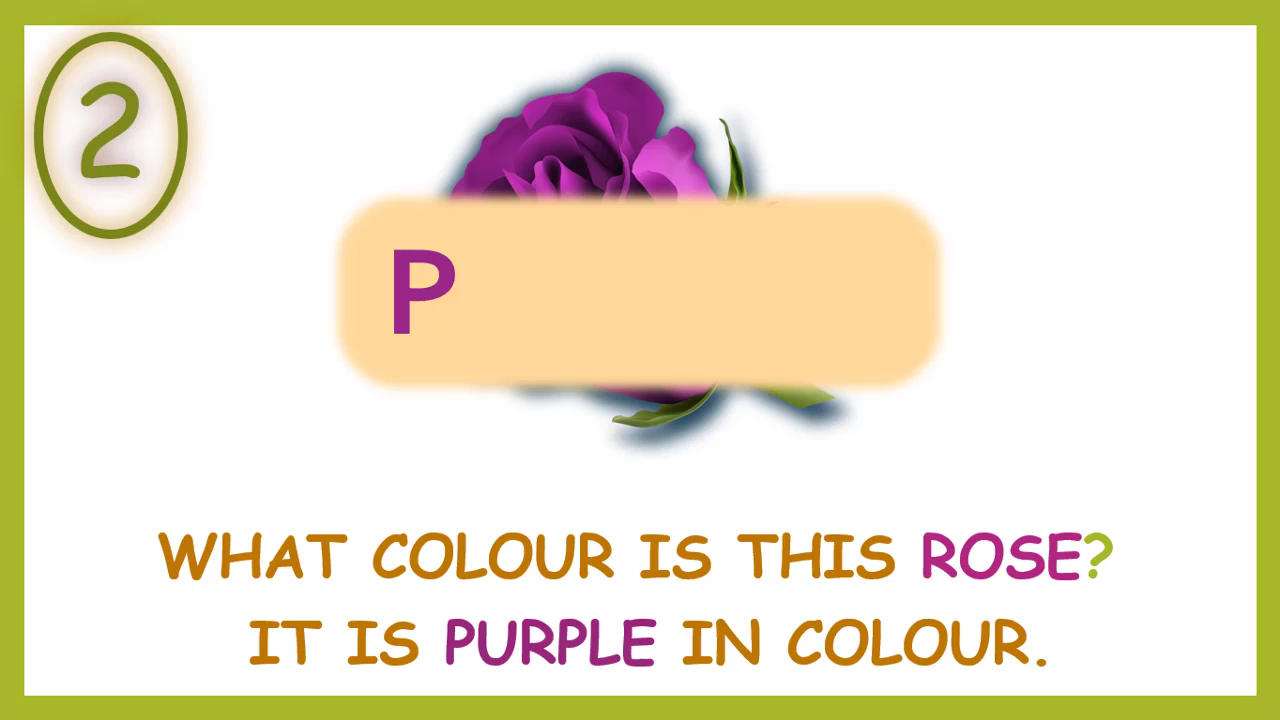 2
P
WHAT COLOUR IS THIS ROSE?
IT IS PURPLE IN COLOUR.